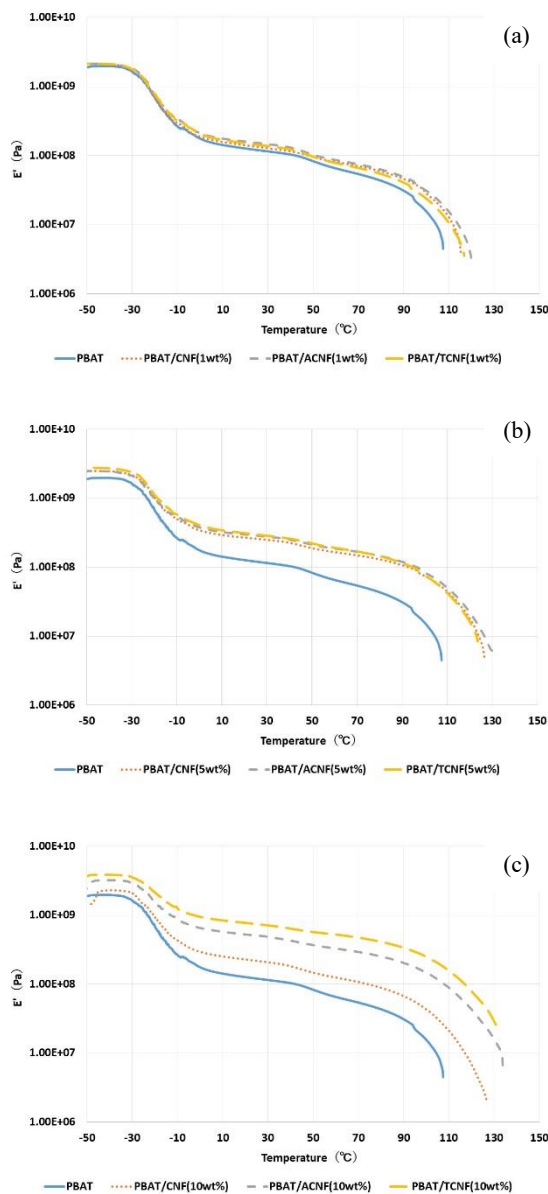 (a)
1.00E+10
1.00E+09
1.00E+08
1.00E+07
1.00E+06
E' (Pa)
-50 -30 -10 10 30 50 70 90 110 130 150
Temperature (℃)
PBAT PBAT/CNF(1wt%) PBAT/ACNF(1wt%) PBAT/TCNF(1wt%)
(b)
1.00E+10
1.00E+09
1.00E+08
1.00E+07
1.00E+06
E' (Pa)
-50 -30 -10 10 30 50 70 90 110 130 150
Temperature (℃)
PBAT PBAT/CNF(5wt%) PBAT/ACNF(5wt%) PBAT/TCNF(5wt%)
(c)
1.00E+10
1.00E+09
1.00E+08
1.00E+07
1.00E+06
E' (Pa)
-50 -30 -10 10 30 50 70 90 110 130 150
Temperature (℃)
PBAT PBAT/CNF(10wt%) PBAT/ACNF(10wt%) PBAT/TCNF(10wt%)